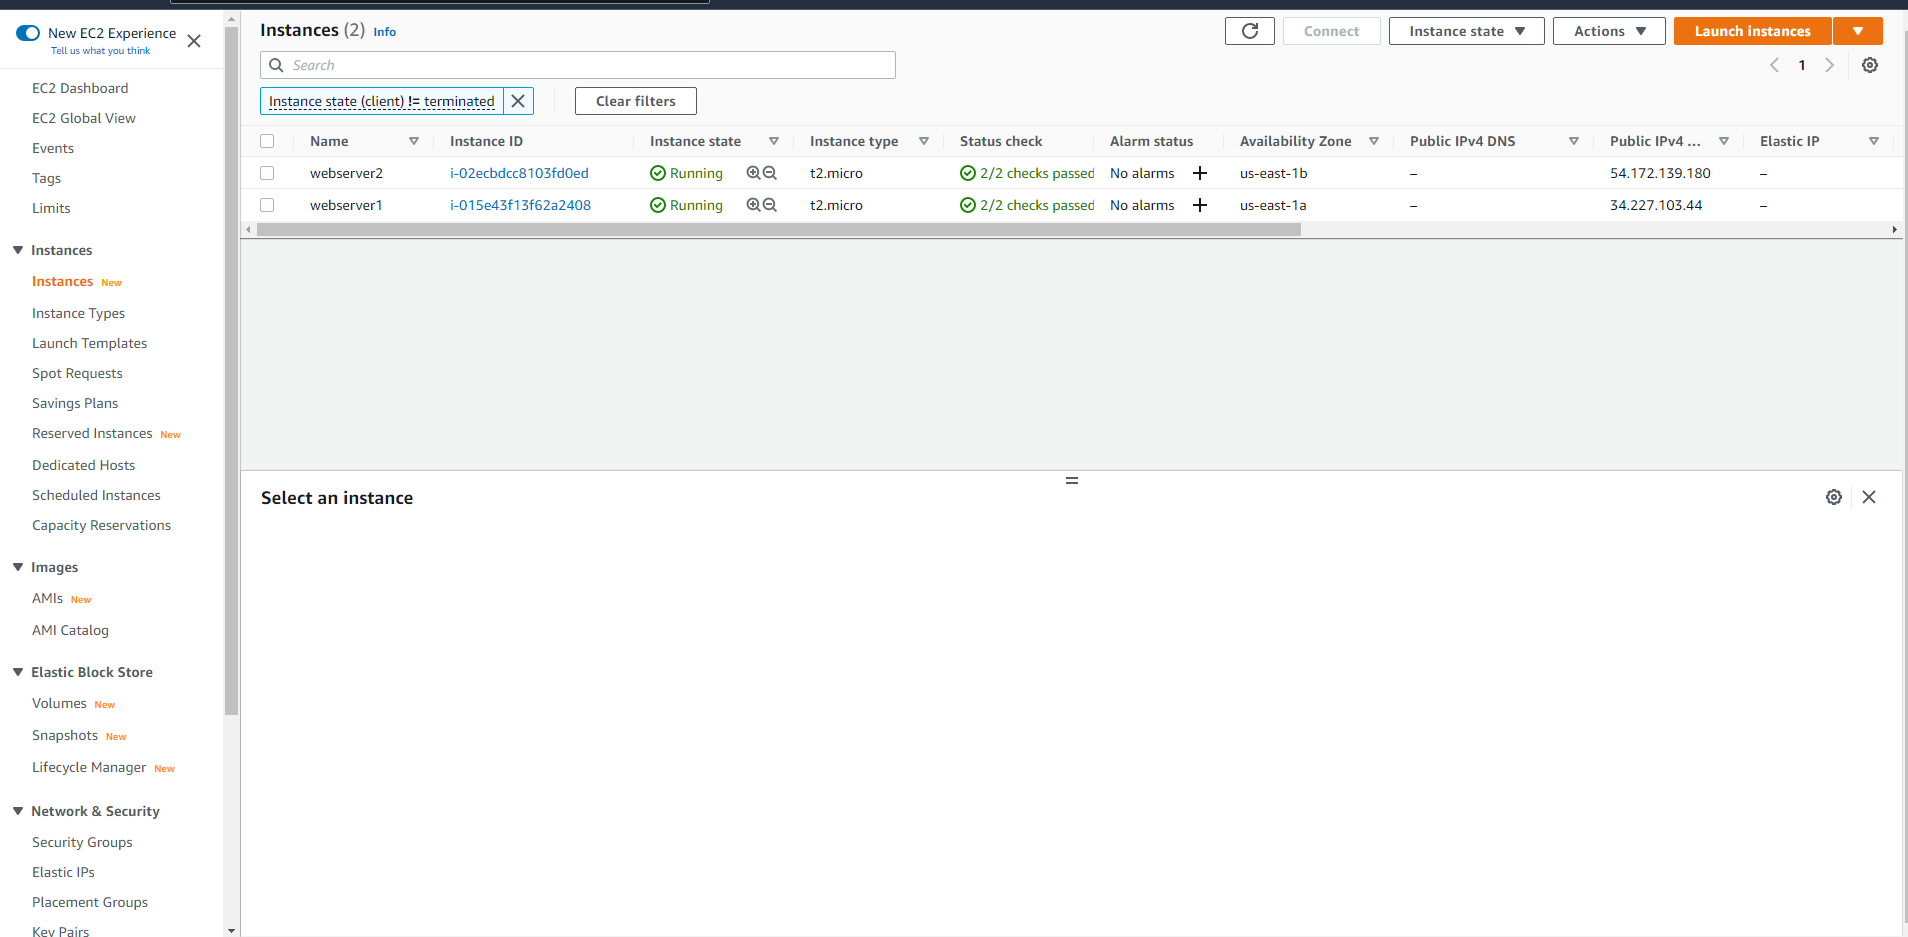 New EC2 Experience
Tell us what you think
EC2 Dashboard
EC2 Global View
Events
Tags
Limits
Instances
Instances New
Instance Types
Launch Templates
Spot Requests
Savings Plans
Reserved Instances New
Dedicated Hosts
Scheduled Instances
Capacity Reservations
Images
AMIs New
AMI Catalog
Elastic Block Store
Volumes New
Snapshots New
Lifecycle Manager New
Network & Security
Security Groups
Elastic IPs
Placement Groups
Key Pairs
Instances (2) Info
Connect Instance state Actions Launch instances
Search
1
Instance state (client) != terminated Clear filters
Name Instance ID Instance state Instance type Status check Alarm status Availability Zone Public IPv4 DNS Public IPv4 ... Elastic IP
webserver2 i-02ecbdcc8103fd0ed Running t2.micro 2/2 checks passed No alarms + us-east-1b – 54.172.139.180 –
webserver1 i-015e43f13f62a2408 Running t2.micro 2/2 checks passed No alarms + us-east-1a – 34.227.103.44 –
Select an instance